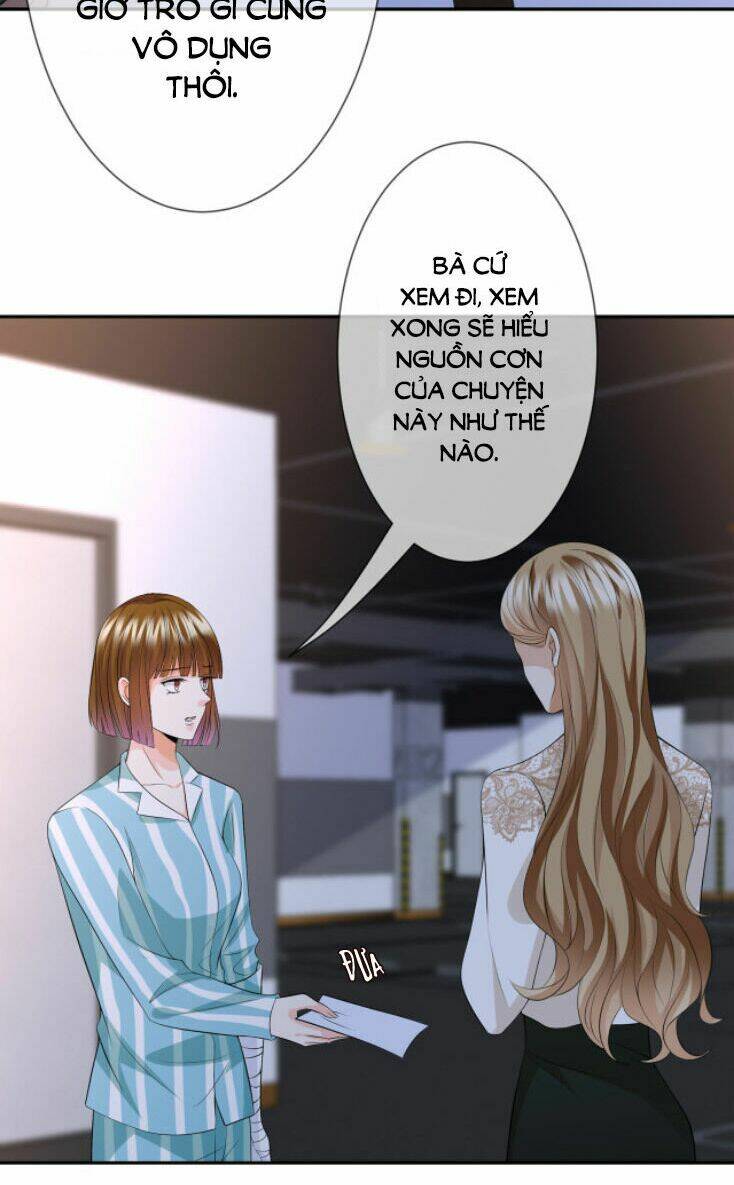 GIỞ TRÒ GÌ CŨNG
VÔ DỤNG
THÔI.
BÀ CỨ
XEM ĐI, XEM
XONG SẼ HIỂU
NGUỒN CƠN
CỦA CHUYỆN
NÀY NHƯ THẾ
NÀO.
ĐƯA